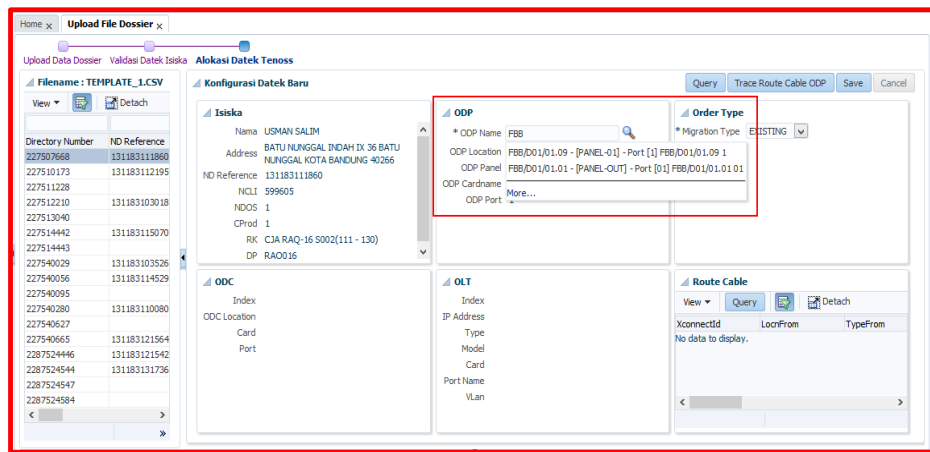 Home x
Upload File Dossier x
Upload Data Dossier Validasi Datek Isiska Alokasi Datek Tenoss
Filename : TEMPLATE_1.CSV
View Detach
Directory Number ND Reference
227507668 131183111860
227510173 131183112195
227511228
227512210 131183103018
227513040
227514442 131183115070
227514443
227540029 131183103526
227540056 131183114529
227540095
227540280 131183110080
227540627
227540665 131183121564
2287524446 131183121542
2287524544 131183131736
2287524547
2287524584
Konfigurasi Datek Baru
Query Trace Route Cable ODP Save Cancel
Isiska
Nama USMAN SALIM
Address BATU NUNGGAL INDAH IX 36 BATU
NUNGGAL KOTA BANDUNG 40266
ND Reference 131183111860
NCLI 599605
NDOS 1
CProd 1
RK CJA RAQ-16 S002(111 - 130)
DP RAO016
ODP
* ODP Name FBB
ODP Location FBB/D01/01.09 - [PANEL-01] - Port [1] FBB/D01/01.09 1
ODP Panel FBB/D01/01.01 - [PANEL-OUT] - Port [01] FBB/D01/01.01 01
ODP Cardname
More...
ODP Port
Order Type
* Migration Type EXISTING
ODC
Index
ODC Location
Card
Port
OLT
Index
IP Address
Type
Model
Card
Port Name
VLan
Route Cable
View Query Detach
XconnectId LocnFrom TypeFrom
No data to display.